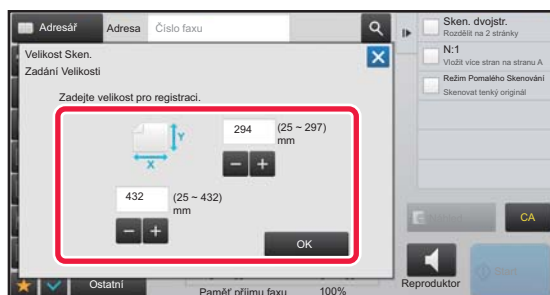 Adresář
Adresa
Číslo faxu
Velikost Sken.
Zadání Velikosti
Zadejte velikost pro registraci.
Y
X
294
(25 ~ 297)
mm
432
(25 ~ 432)
mm
OK
Sken. dvojstr.
Rozdělit na 2 stránky
N:1
Vložit více stran na stranu A
Režim Pomalého Skenování
Skenovat tenký originál
CA
Reproduktor
Start
Ostatní
Paměť příjmu faxu
100%